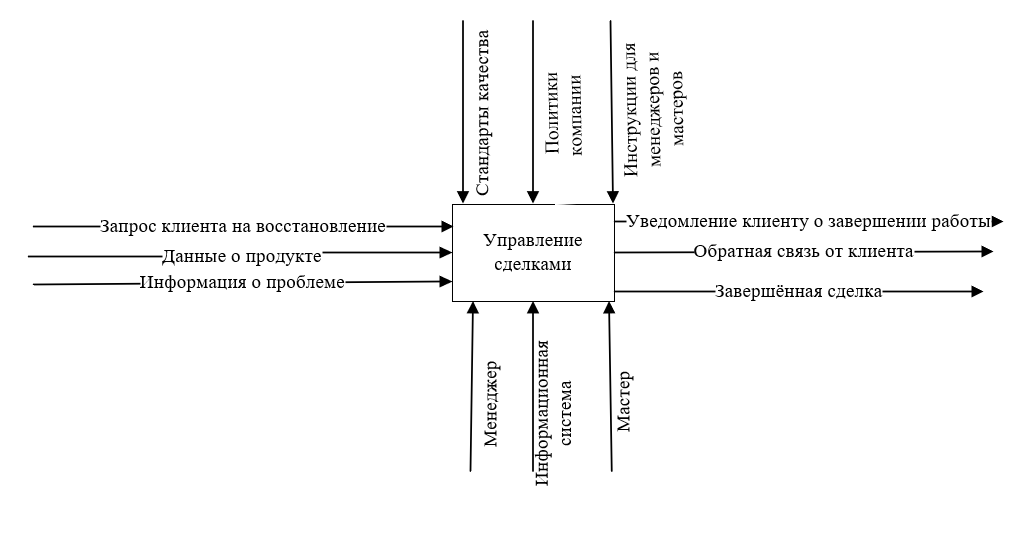 Стандарты качества
Политики
компании
Инструкции для
менеджеров и
мастеров
Запрос клиента на восстановление
Данные о продукте
Информация о проблеме
Управление
сделками
Уведомление клиенту о завершении работы
Обратная связь от клиента
Завершённая сделка
Менеджер
Информационная
система
Мастер